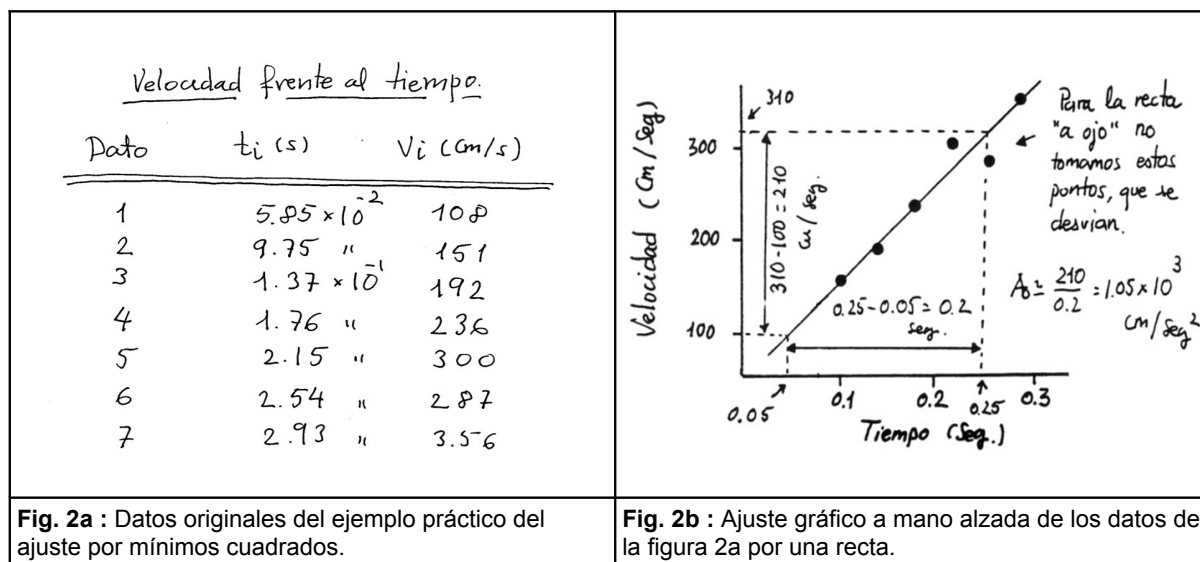 Velocidad frente al tiempo.
Dato ti (s) Vi (cm/s)
1 5.85 × 10⁻² 108
2 9.75 " 151
3 1.37 × 10⁻¹ 192
4 1.76 " 236
5 2.15 " 300
6 2.54 " 287
7 2.93 " 3.56
Velocidad (Cm/Seg)
300
200
100
310
310-100=210
cm/seg.
0.25-0.05=0.2
seg.
0.05
0.1
0.2
0.25
0.3
Tiempo (Seg.)
Para la recta
"a ojo" no
tomamos estos
pontos, que se
desvian.
A₀ ≃ 210/0.2 = 1.05 × 10³
cm/seg²
Fig. 2a : Datos originales del ejemplo práctico del
ajuste por mínimos cuadrados.
Fig. 2b : Ajuste gráfico a mano alzada de los datos de
la figura 2a por una recta.